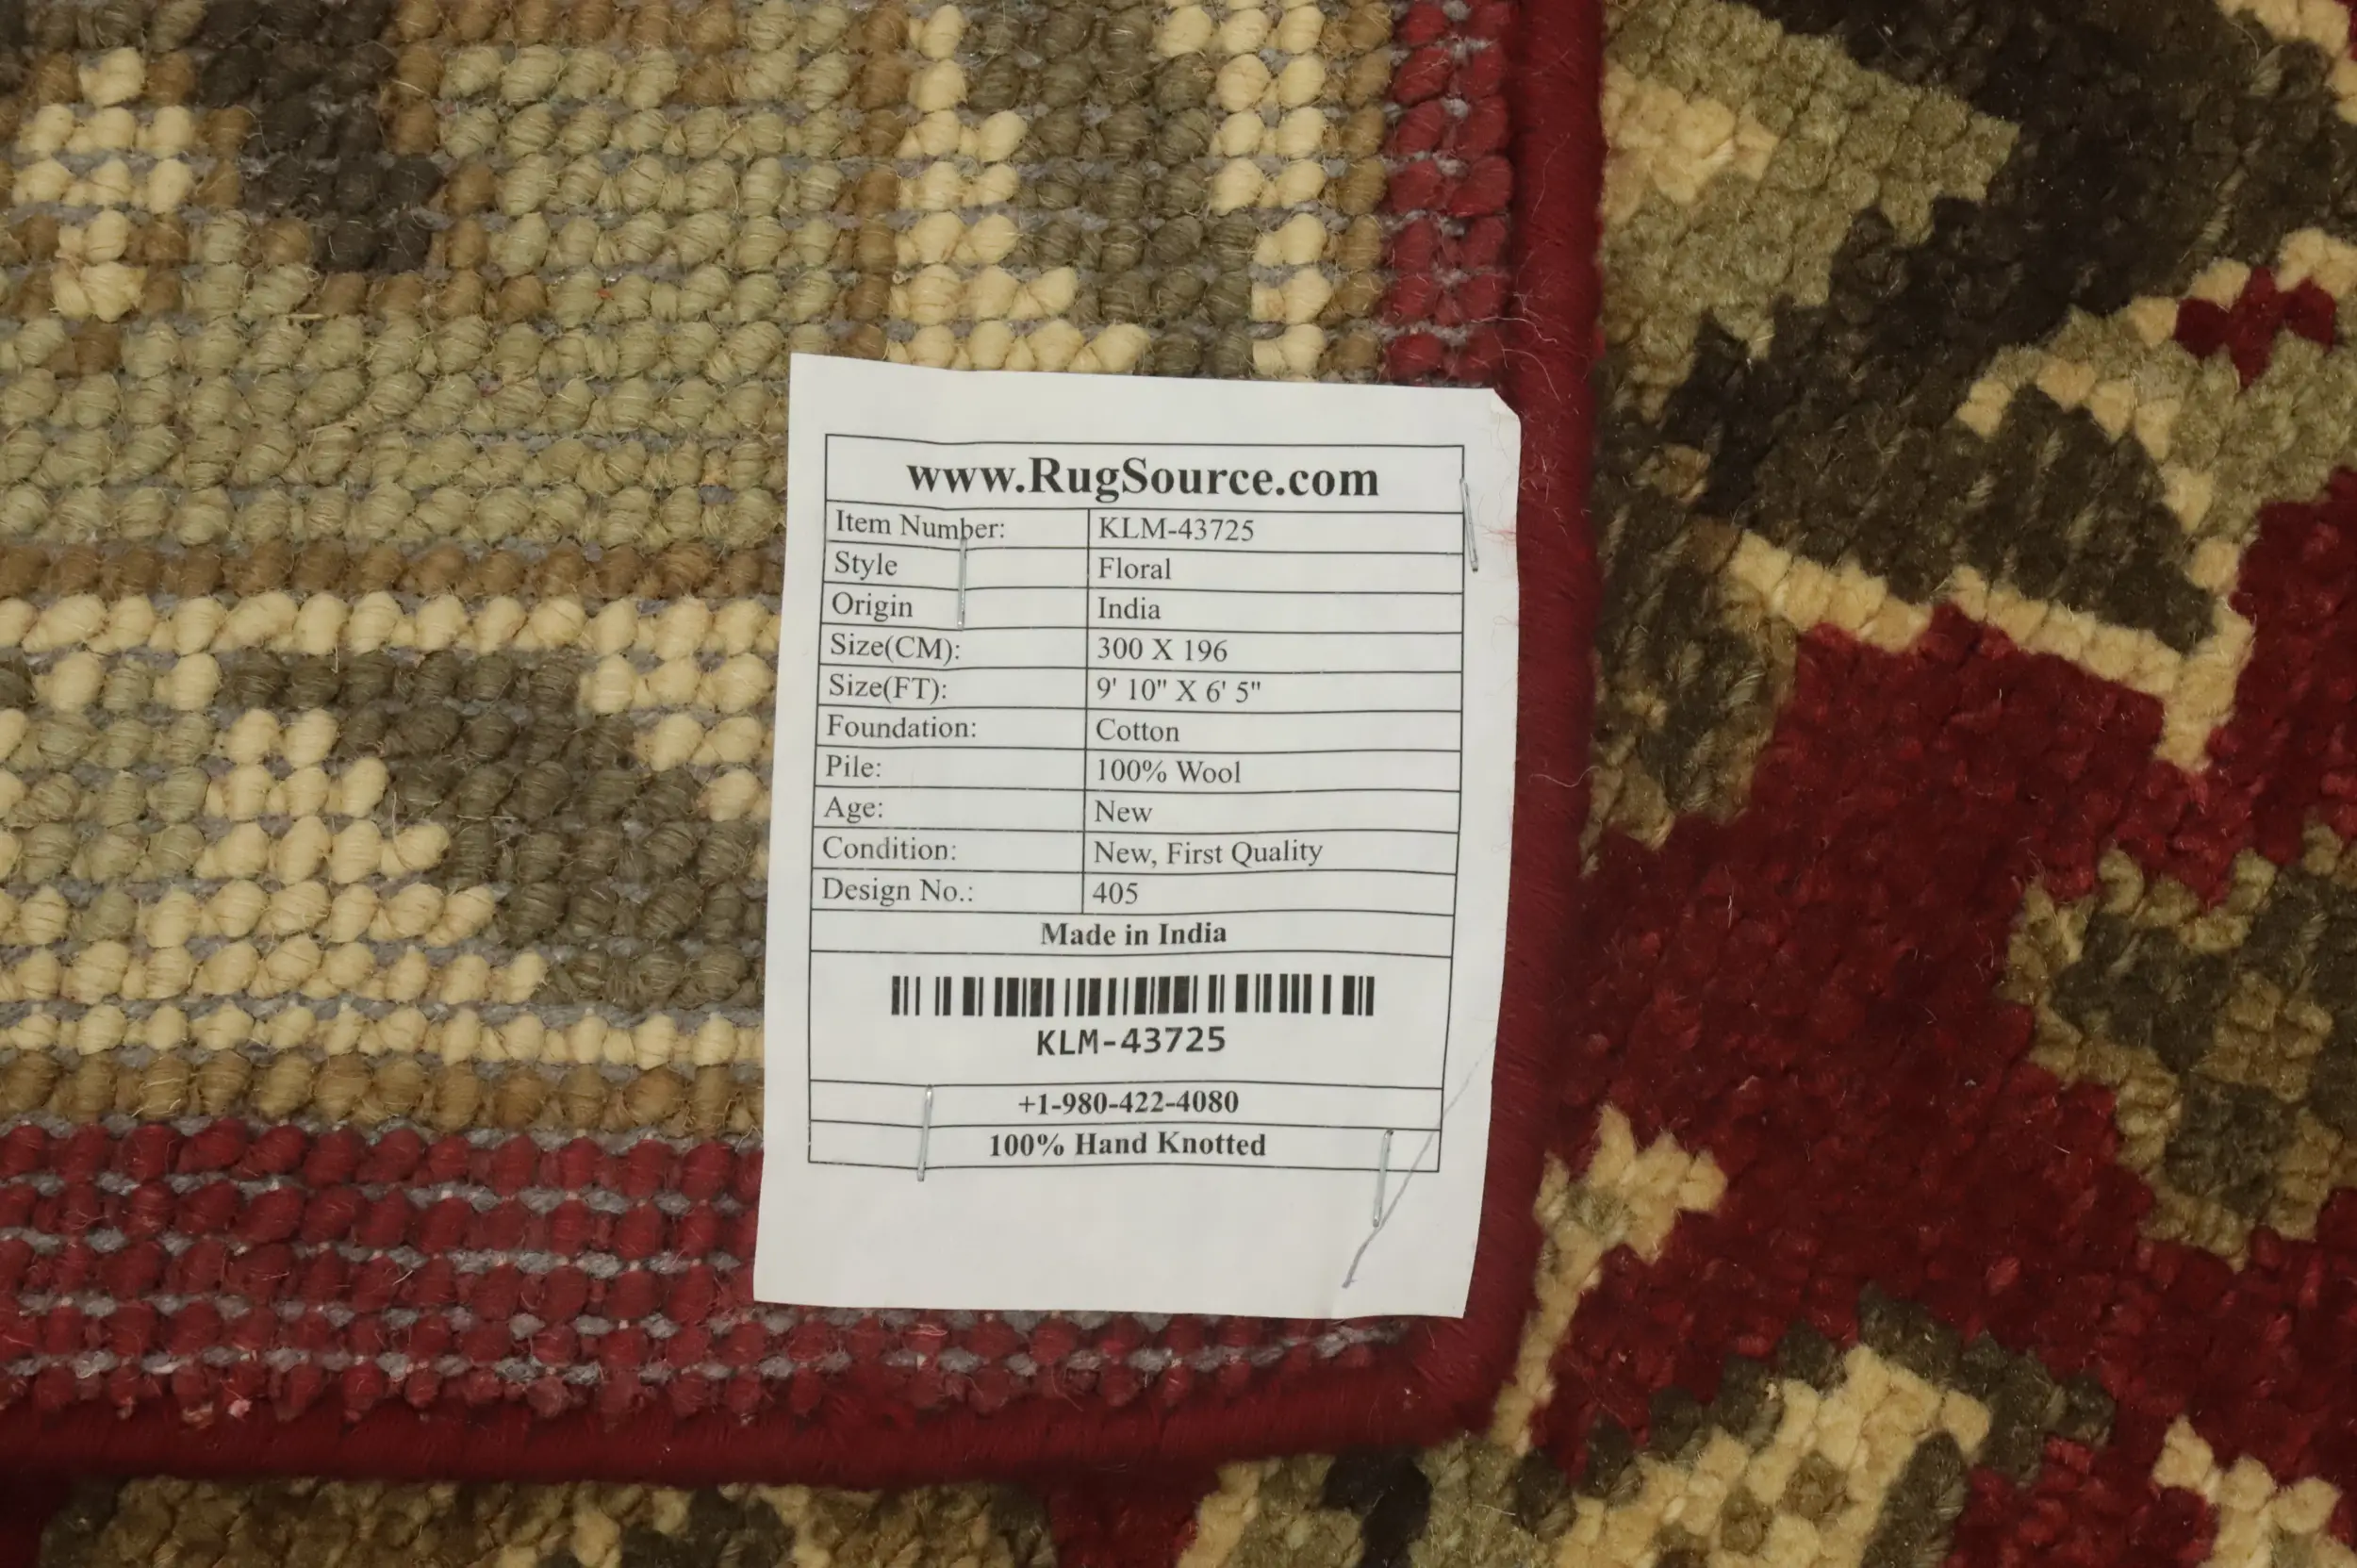 www.RugSource.com
Item Number: KLM-43725
Style Floral
Origin India
Size(CM): 300 X 196
Size(FT): 9' 10" X 6' 5"
Foundation: Cotton
Pile: 100% Wool
Age: New
Condition: New, First Quality
Design No.: 405
Made in India
KLM-43725
+1-980-422-4080
100% Hand Knotted